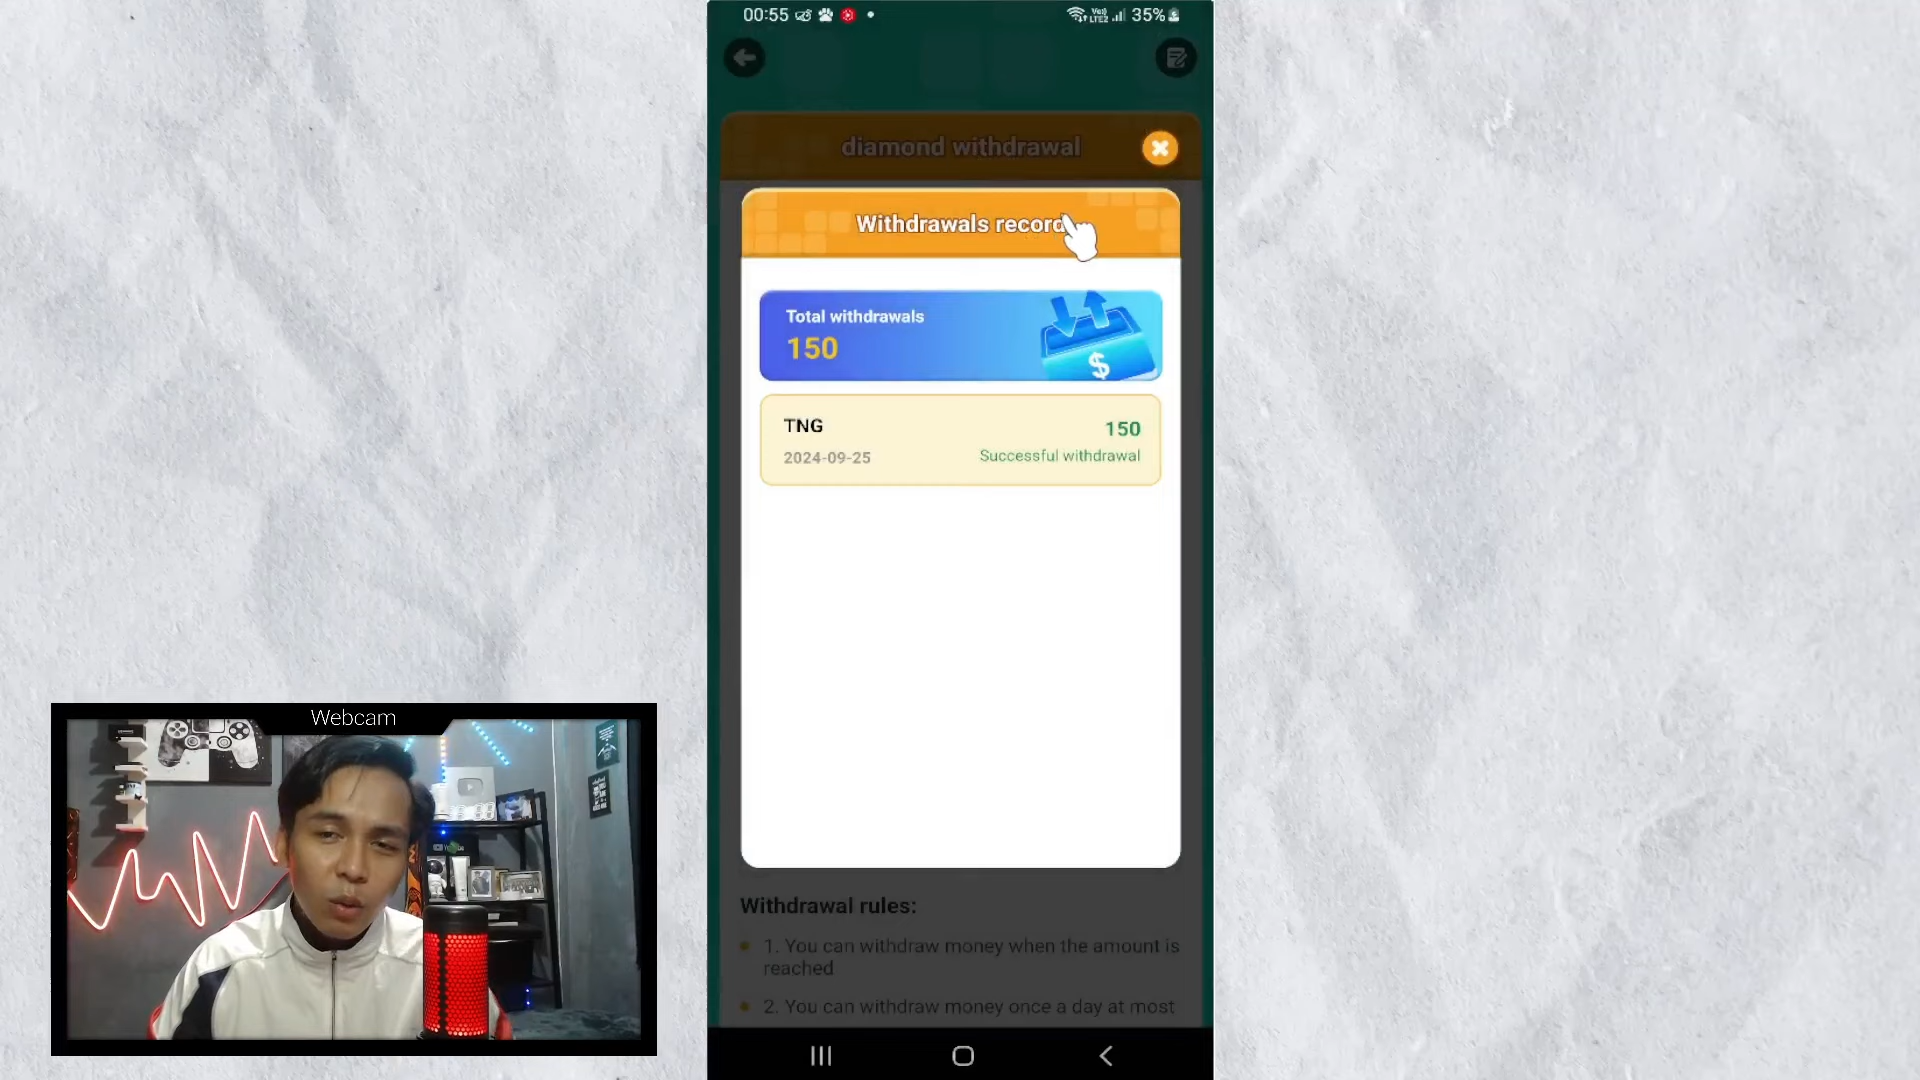 00:55
35%
diamond withdrawal
Withdrawals record
Total withdrawals
150
$
TNG
150
2024-09-25
Successful withdrawal
Withdrawal rules:
1. You can withdraw money when the amount is
reached
2. You can withdraw money once a day at most
Webcam